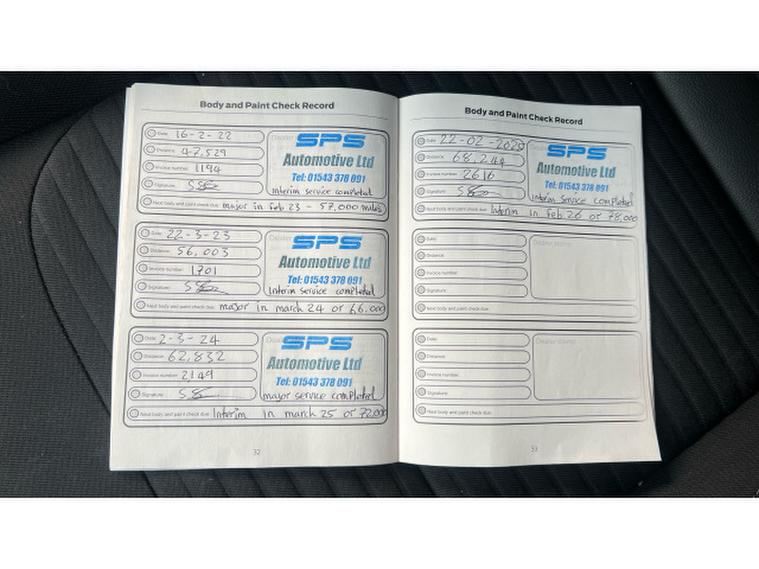 Body and Paint Check Record
Date: 16-2-22
Distance: 47,529
Invoice number: 1194
Signature:
SPS
Automotive Ltd
Tel: 01543 378 091
Interim service completed
Next body and paint check due: major in Feb 23 - 57,000 miles
Date: 22-3-23
Distance: 56,003
Invoice number: 1701
Signature:
SPS
Automotive Ltd
Tel: 01543 378 091
Interim service completed
Next body and paint check due: major in march 24 or 66,000
Date: 2-3-24
Distance: 62,832
Invoice number: 2149
Signature:
SPS
Automotive Ltd
Tel: 01543 378 091
major service completed
Next body and paint check due: Interim in march 25 or 72,000
32
Body and Paint Check Record
Date: 22-02-2025
Distance: 68,244
Invoice number: 2616
Signature:
SPS
Automotive Ltd
Tel: 01543 378 091
Interim service completed
Next body and paint check due: Interim in Feb 26 or 78,000
Date:
Distance:
Invoice number:
Signature:
Dealer stamp
Next body and paint check due:
Date:
Distance:
Invoice number:
Signature:
Dealer stamp
Next body and paint check due:
33